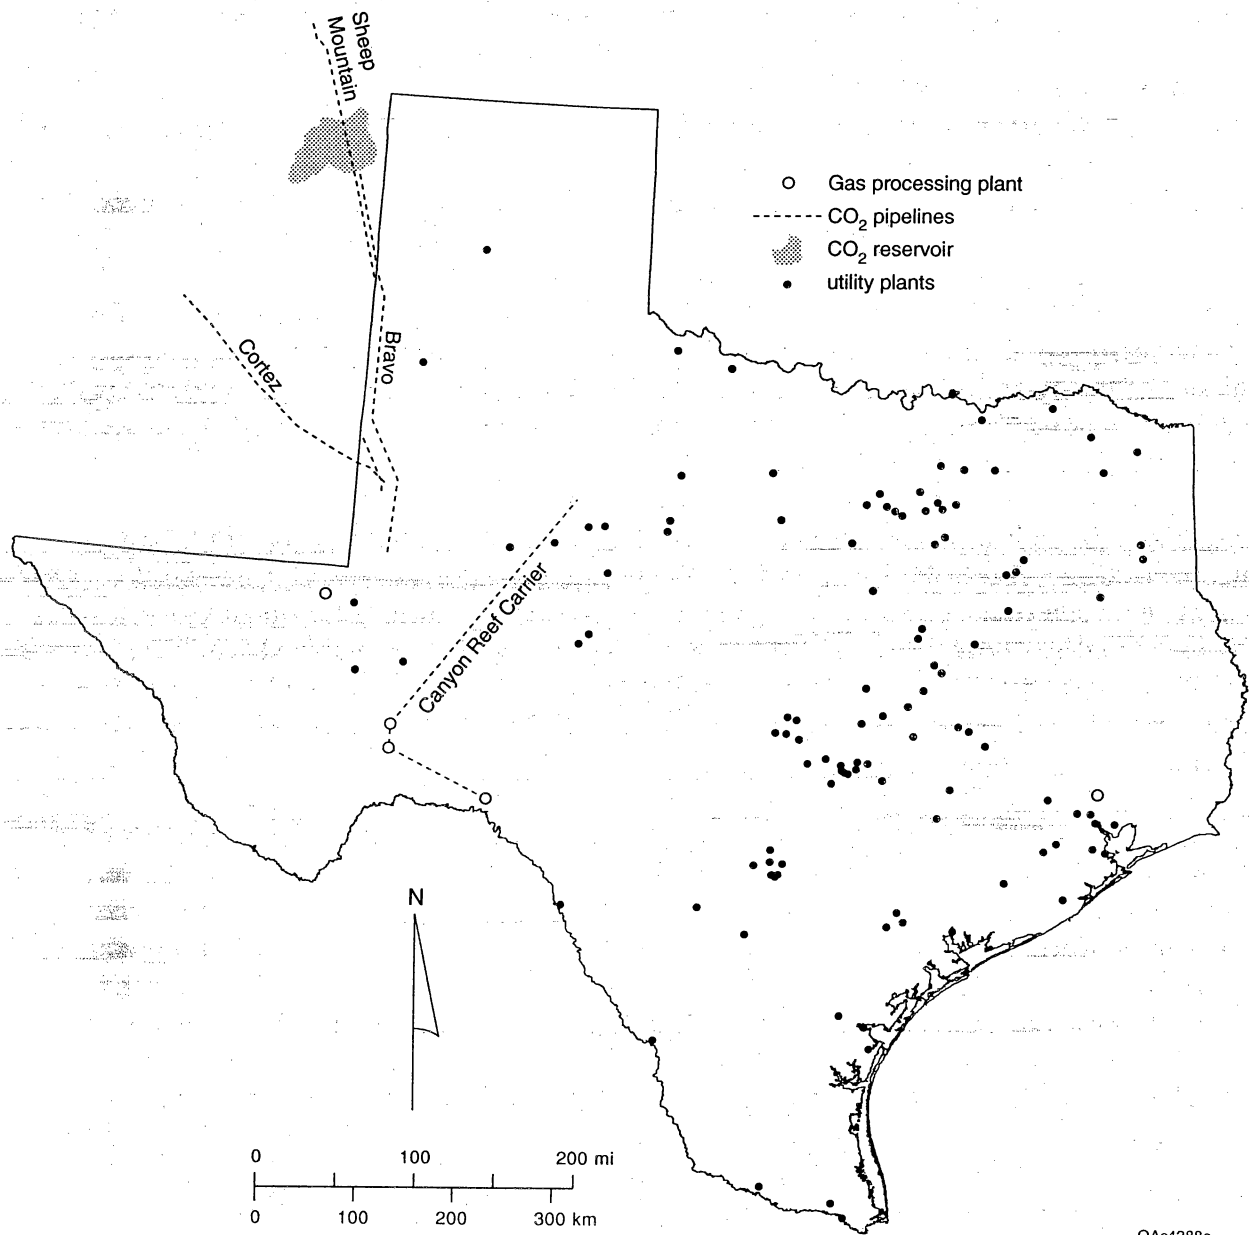 Sheep
Mountain
Gas processing plant
CO2 pipelines
CO2 reservoir
utility plants
Bravo
Cortez
Canyon Reef Carrier
N
0 100 200 mi
0 100 200 300 km